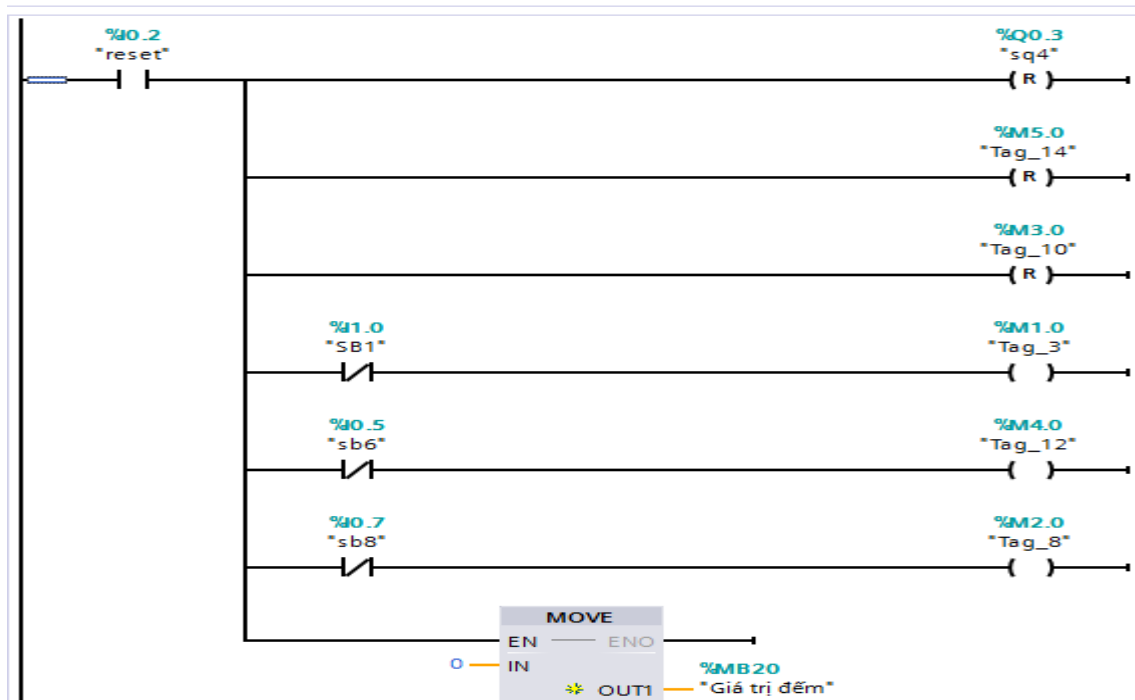 %I0.2
"reset"
%Q0.3
"sq4"
( R )
%M5.0
"Tag_14"
( R )
%M3.0
"Tag_10"
( R )
%I1.0
"SB1"
%M1.0
"Tag_3"
%I0.5
"sb6"
%M4.0
"Tag_12"
%I0.7
"sb8"
%M2.0
"Tag_8"
MOVE
EN ENO
0 IN
%MB20
OUT1 "Giá trị đếm"